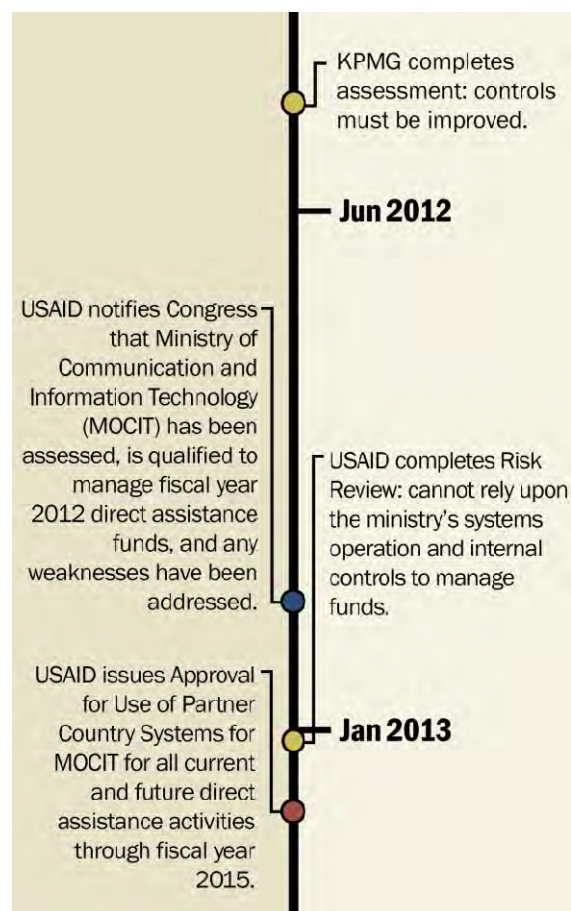 KPMG completes
assessment: controls
must be improved.
Jun 2012
USAID notifies Congress
that Ministry of
Communication and
Information Technology
(MOCIT) has been
assessed, is qualified to
manage fiscal year
2012 direct assistance
funds, and any
weaknesses have been
addressed.
USAID completes Risk
Review: cannot rely upon
the ministry's systems
operation and internal
controls to manage
funds.
USAID issues Approval
for Use of Partner
Country Systems for
MOCIT for all current
and future direct
assistance activities
through fiscal year
2015.
Jan 2013